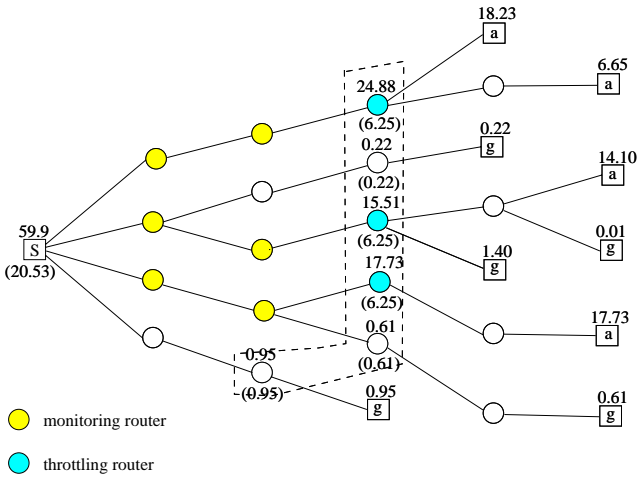 18.23
a
6.65
a
24.88
(6.25)
0.22
g
0.22
(0.22)
14.10
a
15.51
(6.25)
0.01
g
1.40
g
59.9
S
(20.53)
17.73
(6.25)
17.73
a
0.61
(0.61)
0.95
(0.95)
0.95
g
0.61
g
monitoring router
throttling router